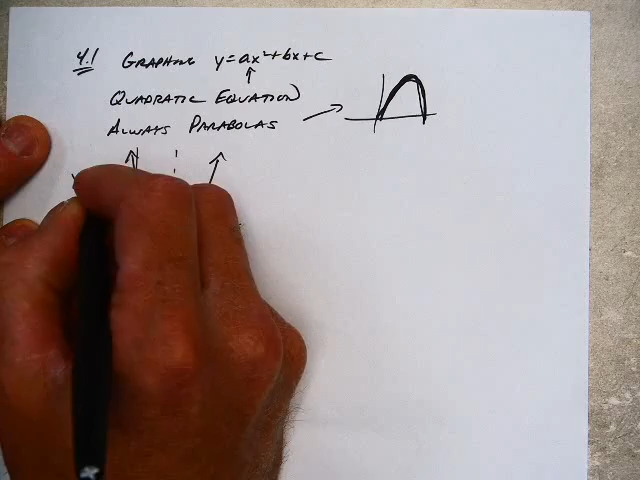 4.1 GRAPHING y=ax²+bx+c
QUADRATIC EQUATION
ALWAYS PARABOLAS